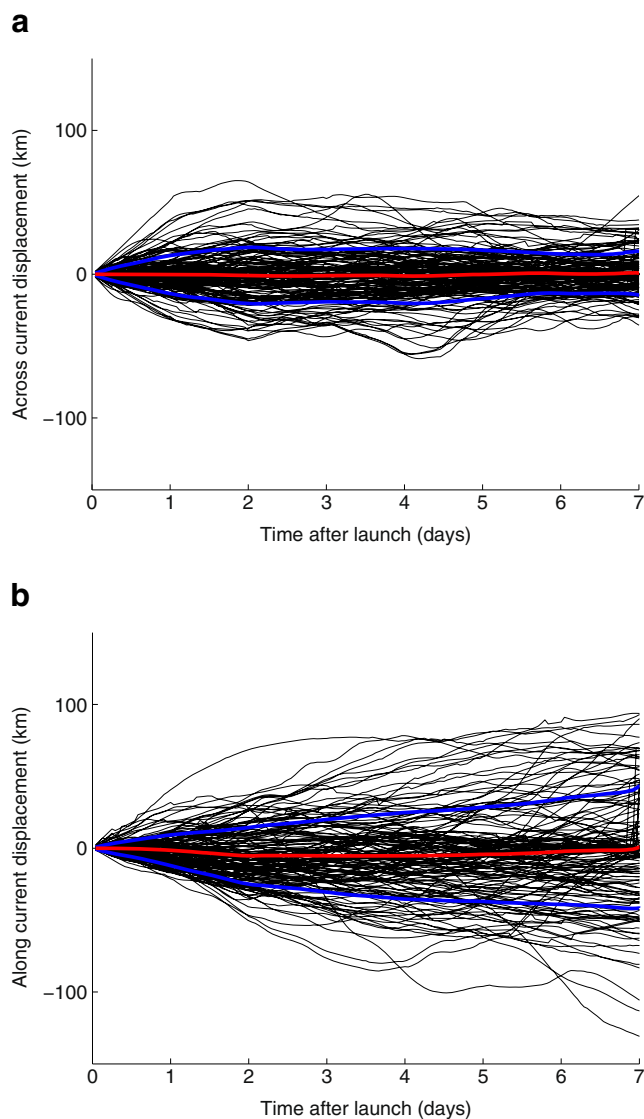 a
Across current displacement (km)
100
0
−100
0 1 2 3 4 5 6 7
Time after launch (days)
b
Along current displacement (km)
100
0
−100
0 1 2 3 4 5 6 7
Time after launch (days)